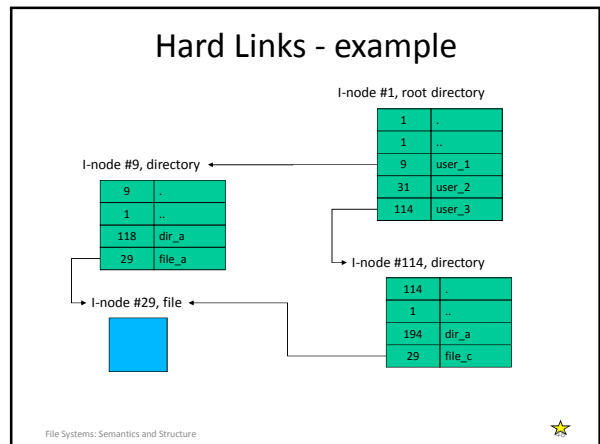 Hard Links - example
I-node #1, root directory
1 .
1 ..
9 user_1
31 user_2
114 user_3
I-node #9, directory
9 .
1 ..
118 dir_a
29 file_a
I-node #114, directory
114 .
1 ..
194 dir_a
29 file_c
I-node #29, file
File Systems: Semantics and Structure